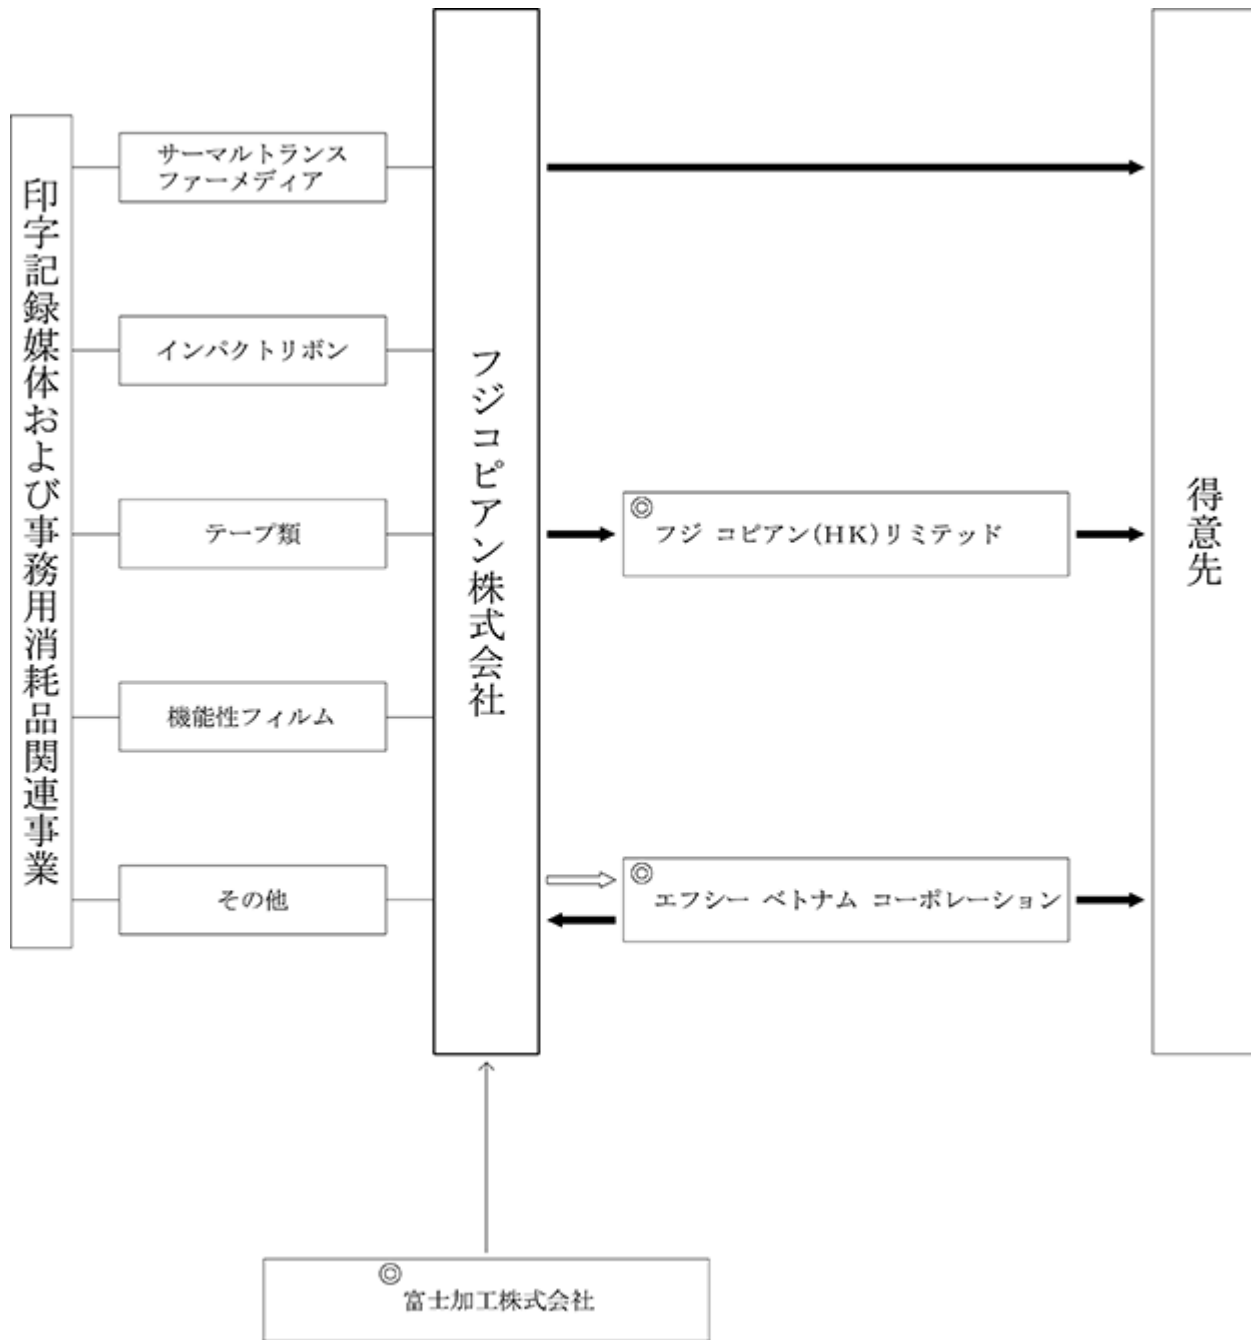 印字記録媒体および事務用消耗品関連事業
サーマルトランス
ファーメディア
インパクトリボン
テープ類
機能性フィルム
その他
フジコピアン株式会社
◎
フジ コピアン(HK)リミテッド
◎
エフシー ベトナム コーポレーション
得意先
◎
富士加工株式会社